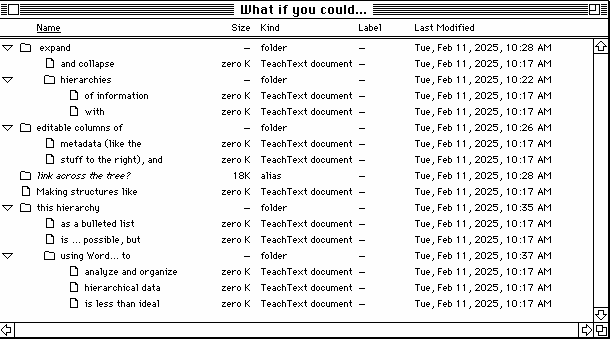 What if you could...
Name Size Kind Label Last Modified
expand – folder – Tue, Feb 11, 2025, 10:28 AM
and collapse zero K TeachText document – Tue, Feb 11, 2025, 10:17 AM
hierarchies – folder – Tue, Feb 11, 2025, 10:22 AM
of information zero K TeachText document – Tue, Feb 11, 2025, 10:17 AM
with zero K TeachText document – Tue, Feb 11, 2025, 10:17 AM
editable columns of – folder – Tue, Feb 11, 2025, 10:26 AM
metadata (like the zero K TeachText document – Tue, Feb 11, 2025, 10:17 AM
stuff to the right), and zero K TeachText document – Tue, Feb 11, 2025, 10:17 AM
link across the tree? 18K alias – Tue, Feb 11, 2025, 10:28 AM
Making structures like zero K TeachText document – Tue, Feb 11, 2025, 10:17 AM
this hierarchy – folder – Tue, Feb 11, 2025, 10:35 AM
as a bulleted list zero K TeachText document – Tue, Feb 11, 2025, 10:17 AM
is ... possible, but zero K TeachText document – Tue, Feb 11, 2025, 10:17 AM
using Word... to – folder – Tue, Feb 11, 2025, 10:37 AM
analyze and organize zero K TeachText document – Tue, Feb 11, 2025, 10:17 AM
hierarchical data zero K TeachText document – Tue, Feb 11, 2025, 10:17 AM
is less than ideal zero K TeachText document – Tue, Feb 11, 2025, 10:17 AM